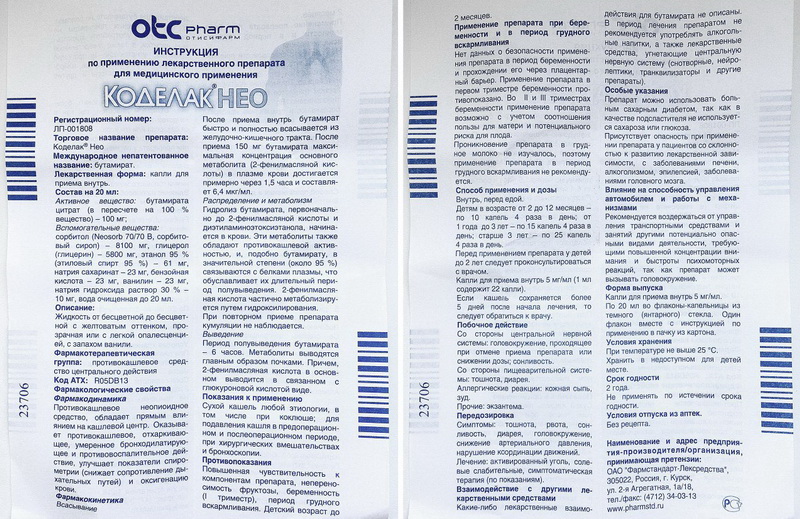 отс pharm
ОТИСИФАРМ
ИНСТРУКЦИЯ
по применению лекарственного препарата
для медицинского применения
КОДЕЛАК® НЕО
Регистрационный номер:
ЛП-001808
Торговое название препарата:
Коделак® Нео
Международное непатентованное
название: бутамират.
Лекарственная форма: капли для
приема внутрь.
Состав на 20 мл:
Активное вещество: бутамирата
цитрат (в пересчете на 100 %
вещество) – 100 мг;
Вспомогательные вещества:
сорбитол (Neosorb 70/70 B, сорбито-
вый сироп) – 8100 мг, глицерол
(глицерин) – 5800 мг, этанол 95 %
(этиловый спирт 95 %) – 61 мг,
натрия сахаринат – 23 мг, бензойная
кислота – 23 мг, ванилин – 23 мг,
натрия гидроксида раствор 30 % –
10 мг, вода очищенная до 20 мл.
Описание:
Жидкость от бесцветной до бесцвет-
ной с желтоватым оттенком, про-
зрачная или с легкой опалесценци-
ей, с запахом ванили.
Фармакотерапевтическая
группа: противокашлевое сред-
ство центрального действия
Код АТХ: R05DB13
Фармакологические свойства
Фармакодинамика
Противокашлевое неопиоидное
средство, обладает прямым влия-
нием на кашлевой центр. Оказыва-
ет противокашлевое, отхаркиваю-
щее, умеренное бронходилатирую-
щее и противовоспалительное дей-
ствие, улучшает показатели спиро-
метрии (снижает сопротивление ды-
хательных путей) и оксигенацию
крови.
Фармакокинетика
Всасывание
После приема внутрь бутамират
быстро и полностью всасывается из
желудочно-кишечного тракта. После
приема 150 мг бутамирата макси-
мальная концентрация основного
метаболита (2-фенилмасляной кис-
лоты) в плазме крови достигается
примерно через 1,5 часа и составля-
ет 6,4 мкг/мл.
Распределение и метаболизм
Гидролиз бутамирата, первоначаль-
но до 2-фенилмасляной кислоты и
диэтиламиноэтоксиэтанола, начина-
ется в крови. Эти метаболиты также
обладают противокашлевой актив-
ностью, и, подобно бутамирату, в
значительной степени (около 95 %)
связываются с белками плазмы, что
обуславливает их длительный пери-
од полувыведения. 2-фенилмасля-
ная кислота частично метаболизиру-
ется путем гидроксилирования.
При повторном приеме препарата
кумуляции не наблюдается.
Выведение
Период полувыведения бутамирата
– 6 часов. Метаболиты выводятся
главным образом почками. Причем,
2-фенилмасляная кислота в основ-
ном выводится в связанном с
глюкуроновой кислотой виде.
Показания к применению
Сухой кашель любой этиологии, в
том числе при коклюше; для
подавления кашля в предоперацион-
ном и послеоперационном периоде,
при хирургических вмешательствах
и бронхоскопии.
Противопоказания
Повышенная чувствительность к
компонентам препарата, неперено-
симость фруктозы, беременность
(I триместр), период грудного
вскармливания. Детский возраст до
23706
2 месяцев.
Применение препарата при бере-
менности и в период грудного
вскармливания
Нет данных о безопасности примене-
ния препарата в период беременности
и прохождении его через плацентар-
ный барьер. Применение препарата в
первом триместре беременности про-
тивопоказано. Во II и III триместрах
беременности применение препарата
возможно с учетом соотношения
пользы для матери и потенциального
риска для плода.
Проникновение препарата в груд-
ное молоко не изучалось, поэтому
применение препарата в период
грудного вскармливания не рекоменду-
ется.
Способ применения и дозы
Внутрь, перед едой.
Детям в возрасте от 2 до 12 месяцев –
по 10 капель 4 раза в день; от
1 года до 3 лет – по 15 капель 4 раза в
день; старше 3 лет – по 25 капель
4 раза в день.
Перед применением препарата у детей
до 2 лет следует проконсультироваться
с врачом.
Капли для приема внутрь 5 мг/мл (1 мл
содержит 22 капли).
Если кашель сохраняется более
5 дней после начала лечения, то
следует обратиться к врачу.
Побочное действие
Со стороны центральной нервной
системы: головокружение, проходящее
при отмене приема препарата или
снижении дозы; сонливость.
Со стороны пищеварительной систе-
мы: тошнота, диарея.
Аллергические реакции: кожная сыпь,
зуд.
Прочие: экзантема.
Передозировка
Симптомы: тошнота, рвота, сон-
ливость, диарея, головокружение,
снижение артериального давления,
нарушение координации движений.
Лечение: активированный уголь, солевые
слабительные, симптоматическая
терапия (по показаниям).
Взаимодействие с другими ле-
карственными средствами
Какие-либо лекарственные взаимо-
действия для бутамирата не описаны.
В период лечения препаратом не
рекомендуется употреблять алкоголь-
ные напитки, а также лекарственные
средства, угнетающие центральную
нервную систему (снотворные, нейро-
лептики, транквилизаторы и другие
препараты).
Особые указания
Препарат можно использовать боль-
ным сахарным диабетом, так как в
качестве подсластителя не используется
сахароза или глюкоза.
Присутствует опасность при примене-
нии препарата у пациентов со склоннос-
тью к развитию лекарственной зави-
симости, с заболеваниями печени,
алкоголизмом, эпилепсией, заболева-
ниями головного мозга.
Влияние на способность управления
автомобилем и работы с меха-
низмами
Рекомендуется воздержаться от управ-
ления транспортными средствами и
занятий другими потенциально опас-
ными видами деятельности, требую-
щими повышенной концентрации вни-
мания и быстроты психомоторных
реакций, так как препарат может
вызывать головокружение.
Форма выпуска
Капли для приема внутрь 5 мг/мл.
По 20 мл во флаконы-капельницы из
темного (янтарного) стекла. Один
флакон вместе с инструкцией по
применению в пачку из картона.
Условия хранения
При температуре не выше 25 °С.
Хранить в недоступном для детей
месте.
Срок годности
2 года.
Не применять по истечении срока
годности.
Условия отпуска из аптек.
Без рецепта.
Наименование и адрес предприя-
тия-производителя/организация,
принимающая претензии:
ОАО "Фармстандарт-Лексредства",
305022, Россия, г. Курск,
ул. 2-я Агрегатная, 1а/18,
тел./факс: (4712) 34-03-13
www.pharmstd.ru
23706